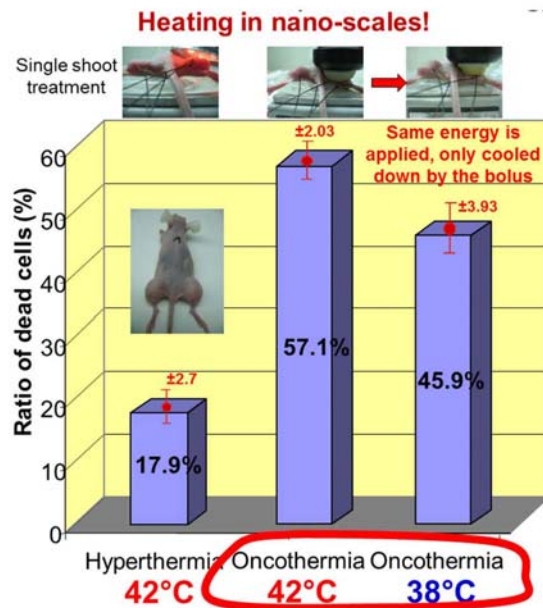 Heating in nano-scales!
Single shoot
treatment
Same energy is
applied, only cooled
down by the bolus
Ratio of dead cells (%)
60
50
40
30
20
10
0
±2.7
±2.03
±3.93
17.9%
57.1%
45.9%
Hyperthermia Oncothermia Oncothermia
42°C 42°C 38°C